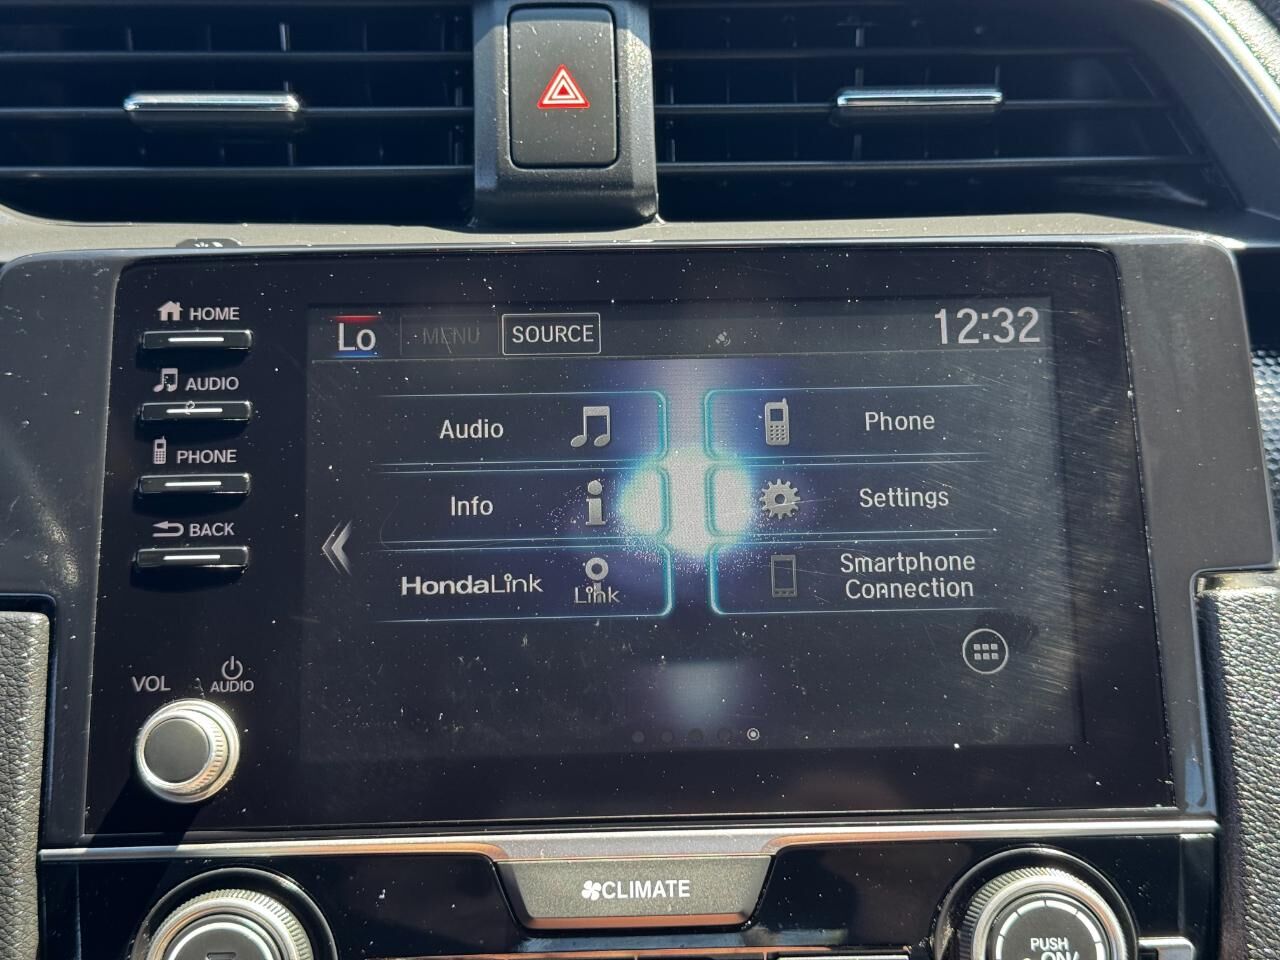 HOME
AUDIO
PHONE
BACK
VOL
AUDIO
Lo
MENU
SOURCE
12:32
Audio
Phone
Info
Settings
HondaLink
Link
Smartphone
Connection
CLIMATE
PUSH
ON/